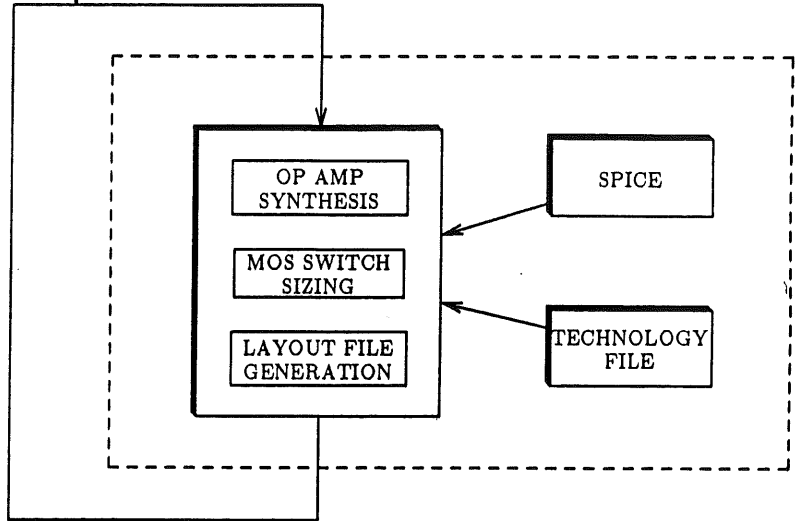 OP AMP
SYNTHESIS
MOS SWITCH
SIZING
LAYOUT FILE
GENERATION
SPICE
TECHNOLOGY
FILE